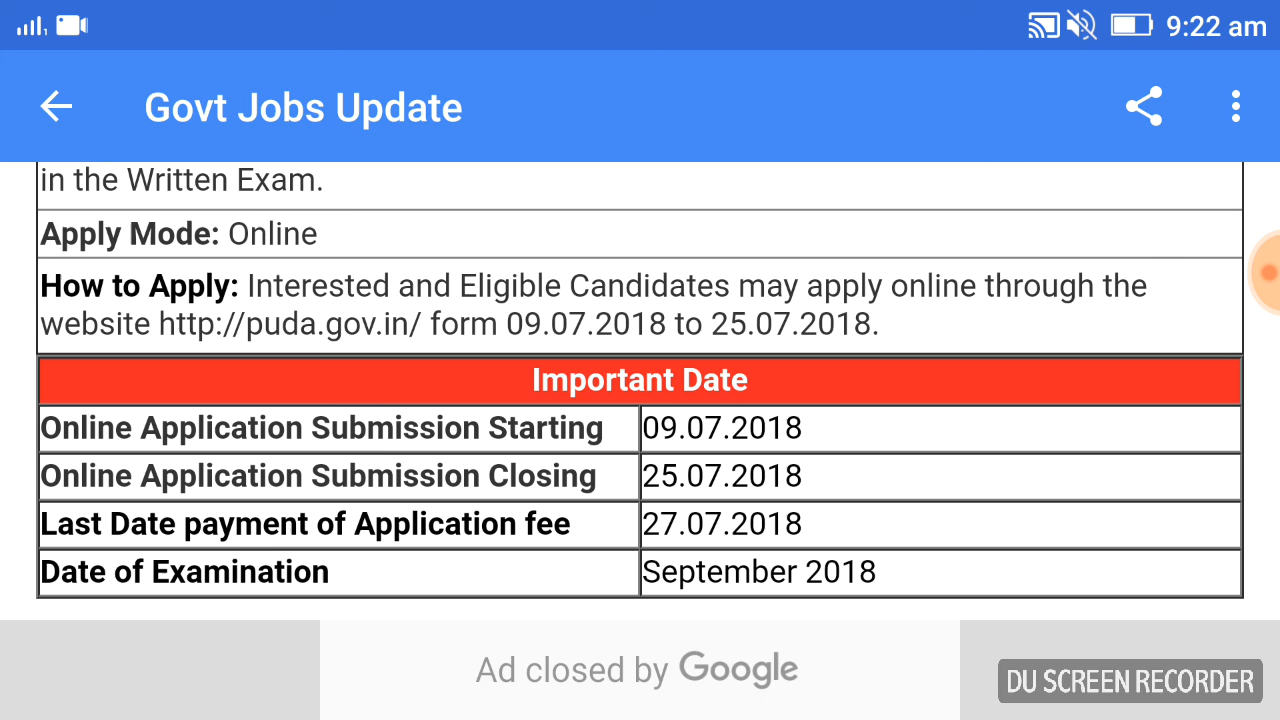 9:22 am
Govt Jobs Update
in the Written Exam.
Apply Mode: Online
How to Apply: Interested and Eligible Candidates may apply online through the
website http://puda.gov.in/ form 09.07.2018 to 25.07.2018.
Important Date
Online Application Submission Starting 09.07.2018
Online Application Submission Closing 25.07.2018
Last Date payment of Application fee 27.07.2018
Date of Examination September 2018
Ad closed by Google
DU SCREEN RECORDER